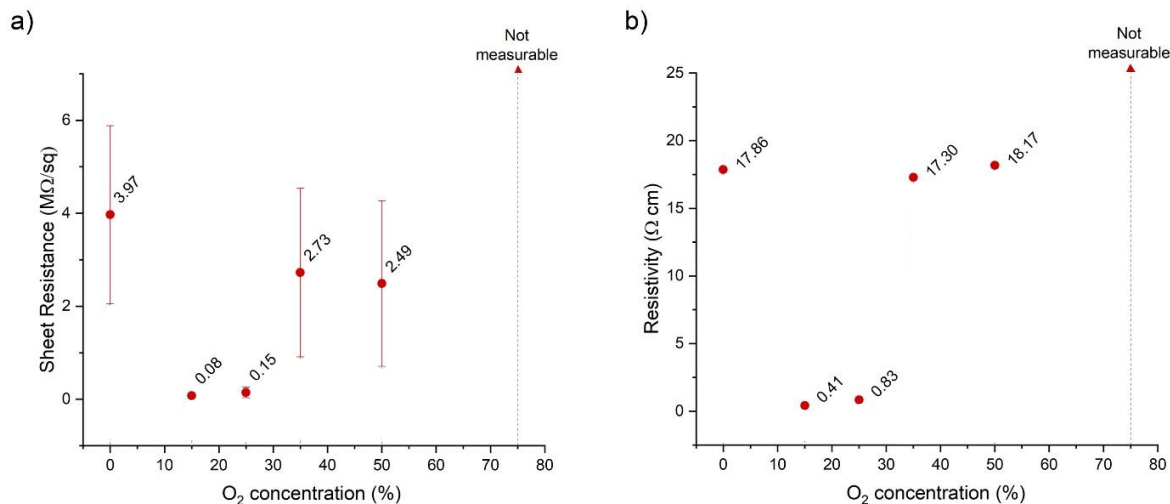 a)
Not
measurable
6
4
2
0
Sheet Resistance (MΩ/sq)
3.97
0.08
0.15
2.73
2.49
0 10 20 30 40 50 60 70 80
O₂ concentration (%)
b)
Not
measurable
25
20
15
10
5
0
Resistivity (Ω cm)
17.86
0.41
0.83
17.30
18.17
0 10 20 30 40 50 60 70 80
O₂ concentration (%)